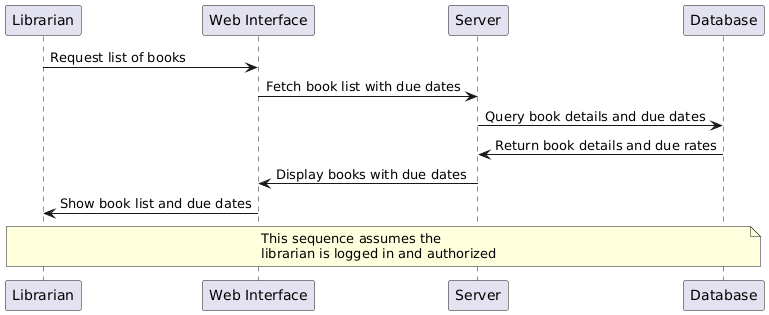 Librarian
Web Interface
Server
Database
Request list of books
Fetch book list with due dates
Query book details and due dates
Return book details and due rates
Display books with due dates
Show book list and due dates
This sequence assumes the
librarian is logged in and authorized
Librarian
Web Interface
Server
Database